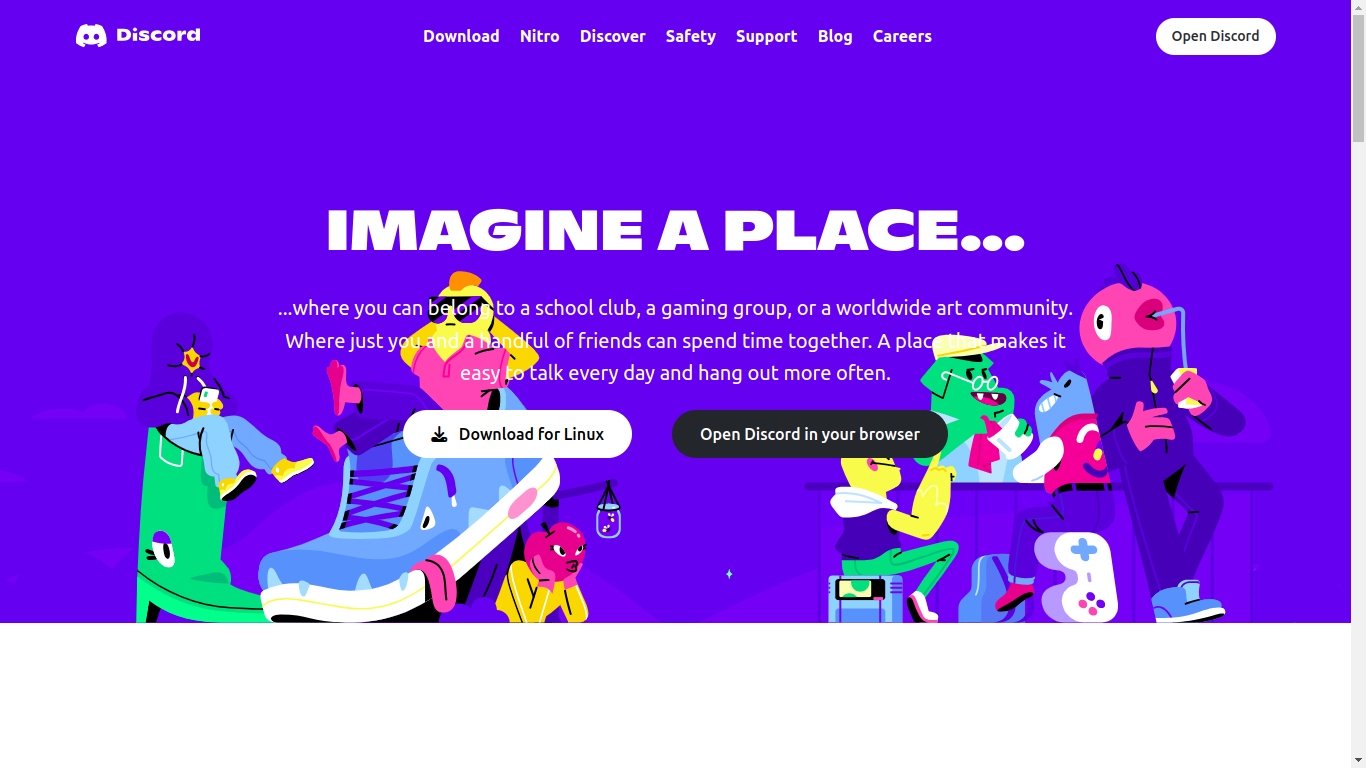 Discord
Download Nitro Discover Safety Support Blog Careers
Open Discord
IMAGINE A PLACE...
...where you can belong to a school club, a gaming group, or a worldwide art community.
Where just you and a handful of friends can spend time together. A place that makes it
easy to talk every day and hang out more often.
Download for Linux
Open Discord in your browser